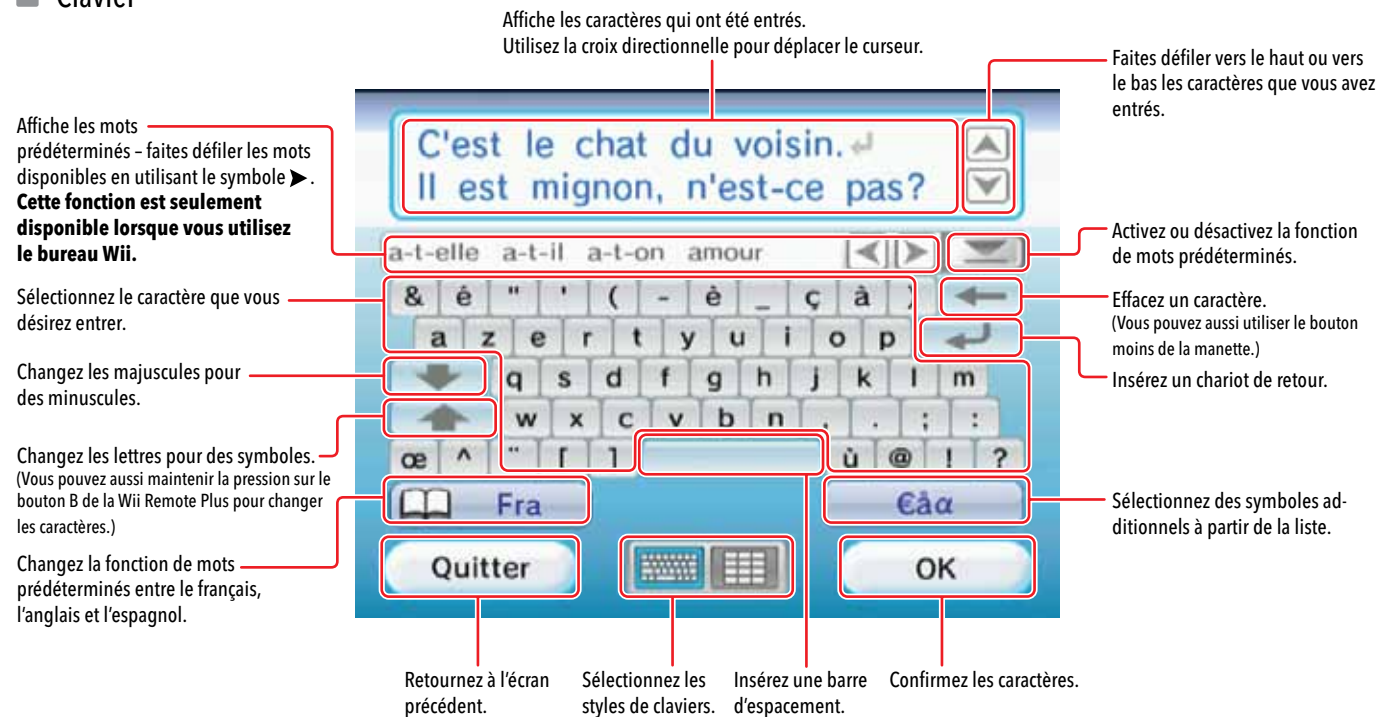 Clavier
Affiche les caractères qui ont été entrés.
Utilisez la croix directionnelle pour déplacer le curseur.
Faites défiler vers le haut ou vers
le bas les caractères que vous avez
entrés.
Affiche les mots
prédéterminés – faites défiler les mots
disponibles en utilisant le symbole ➤.
Cette fonction est seulement
disponible lorsque vous utilisez
le bureau Wii.
Sélectionnez le caractère que vous
désirez entrer.
Changez les majuscules pour
des minuscules.
Changez les lettres pour des symboles.
(Vous pouvez aussi maintenir la pression sur le
bouton B de la Wii Remote Plus pour changer
les caractères.)
Changez la fonction de mots
prédéterminés entre le français,
l'anglais et l'espagnol.
C'est le chat du voisin.↵
Il est mignon, n'est-ce pas?
a-t-elle a-t-il a-t-on amour
& é " ' ( - è _ ç à )
a z e r t y u i o p
q s d f g h j k l m
w x c v b n , . ; :
œ ^ ¨ [ ] ù @ ! ?
Fra €åα
Quitter OK
Activez ou désactivez la fonction
de mots prédéterminés.
Effacez un caractère.
(Vous pouvez aussi utiliser le bouton
moins de la manette.)
Insérez un chariot de retour.
Sélectionnez des symboles ad-
ditionnels à partir de la liste.
Retournez à l'écran
précédent.
Sélectionnez les
styles de claviers.
Insérez une barre
d'espacement.
Confirmez les caractères.